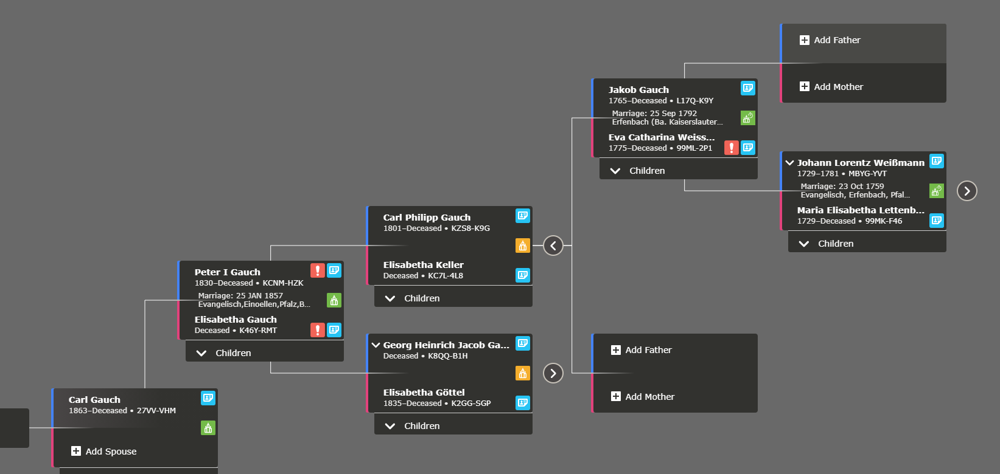 Add Father
Add Mother
Jakob Gauch
1765–Deceased • L17Q-K9Y
Marriage: 25 Sep 1792
Erfenbach (Ba. Kaiserslauter...
Eva Catharina Weiss...
1775–Deceased • 99ML-2P1
Children
Johann Lorentz Weißmann
1729–1781 • MBYG-YVT
Marriage: 23 Oct 1759
Evangelisch, Erfenbach, Pfal...
Maria Elisabetha Lettenb...
1729–Deceased • 99MK-F46
Children
Carl Philipp Gauch
1801–Deceased • KZS8-K9G
Elisabetha Keller
Deceased • KC7L-4L8
Children
Peter I Gauch
1830–Deceased • KCNM-HZK
Marriage: 25 JAN 1857
Evangelisch,Einoellen,Pfalz,B...
Elisabetha Gauch
Deceased • K46Y-RMT
Children
Georg Heinrich Jacob Ga...
Deceased • K8QQ-B1H
Elisabetha Göttel
1835–Deceased • K2GG-SGP
Children
Add Father
Add Mother
Carl Gauch
1863–Deceased • 27VV-VHM
Add Spouse